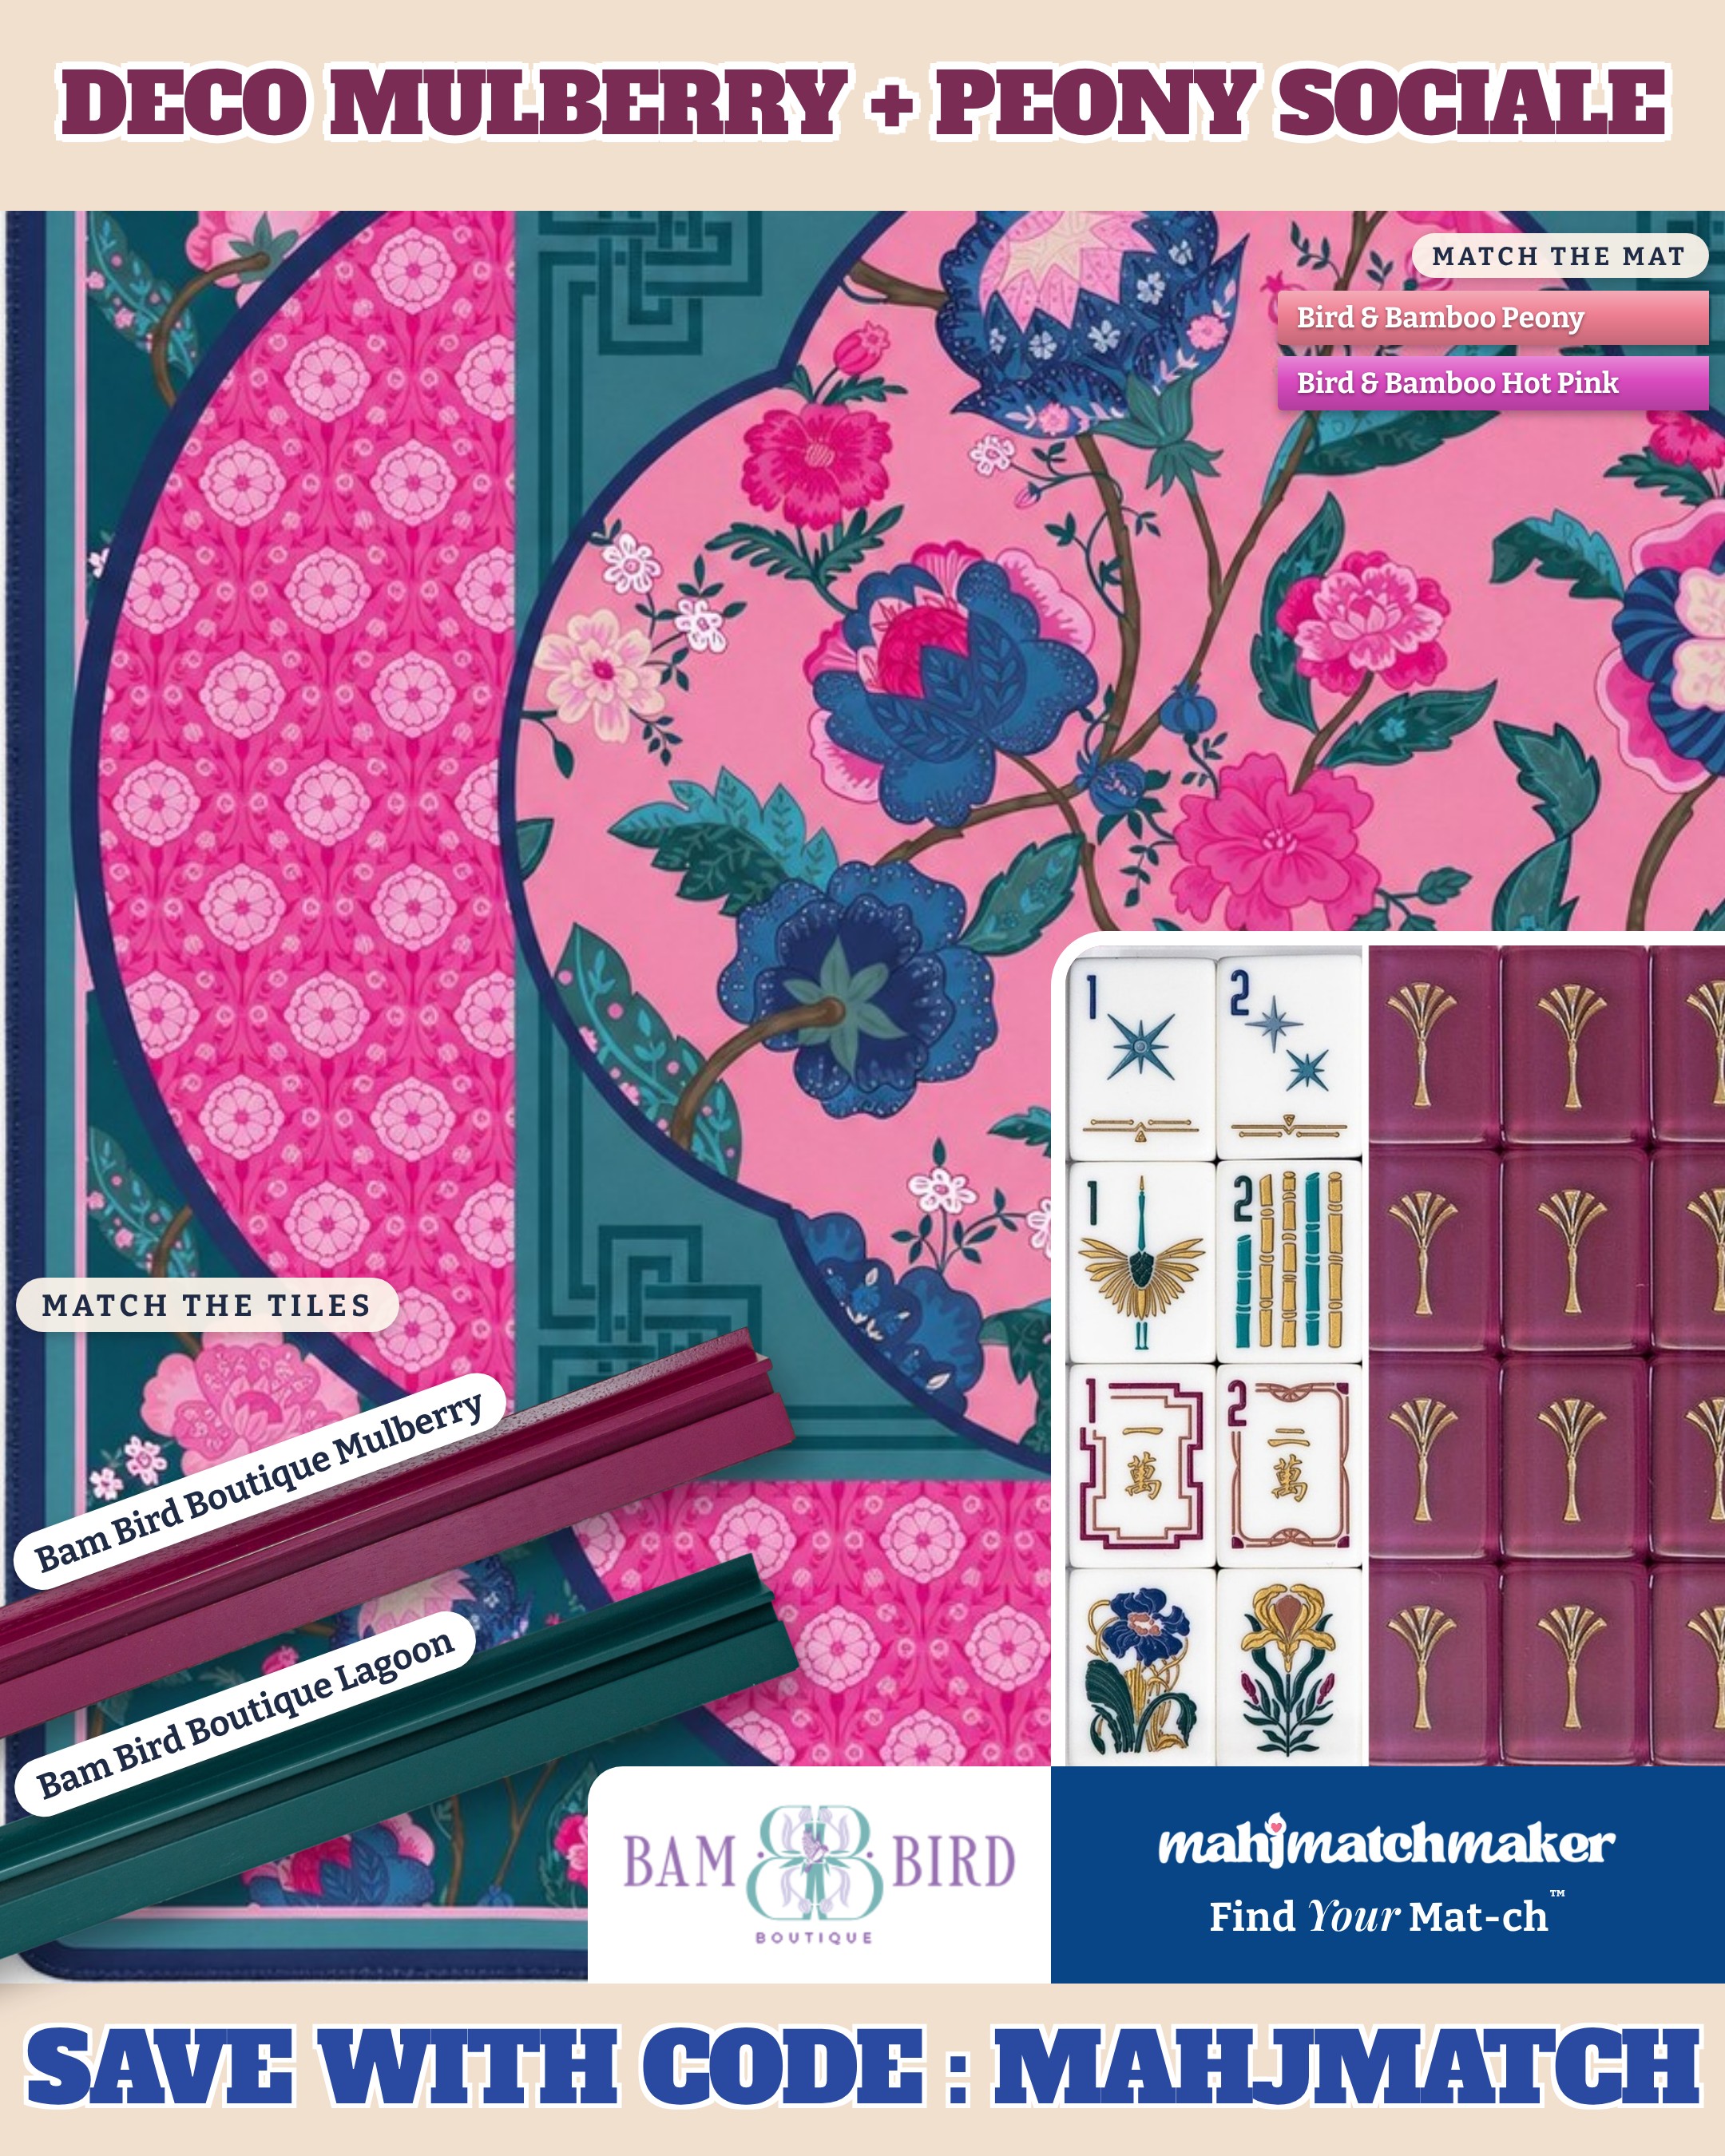 DECO MULBERRY + PEONY SOCIALE
MATCH THE MAT
Bird & Bamboo Peony
Bird & Bamboo Hot Pink
1
2
1
2
1
2
一
萬
二
萬
MATCH THE TILES
Bam Bird Boutique Mulberry
Bam Bird Boutique Lagoon
BAM BIRD
BOUTIQUE
mahjmatchmaker
Find Your Mat-ch™
SAVE WITH CODE : MAHJMATCH